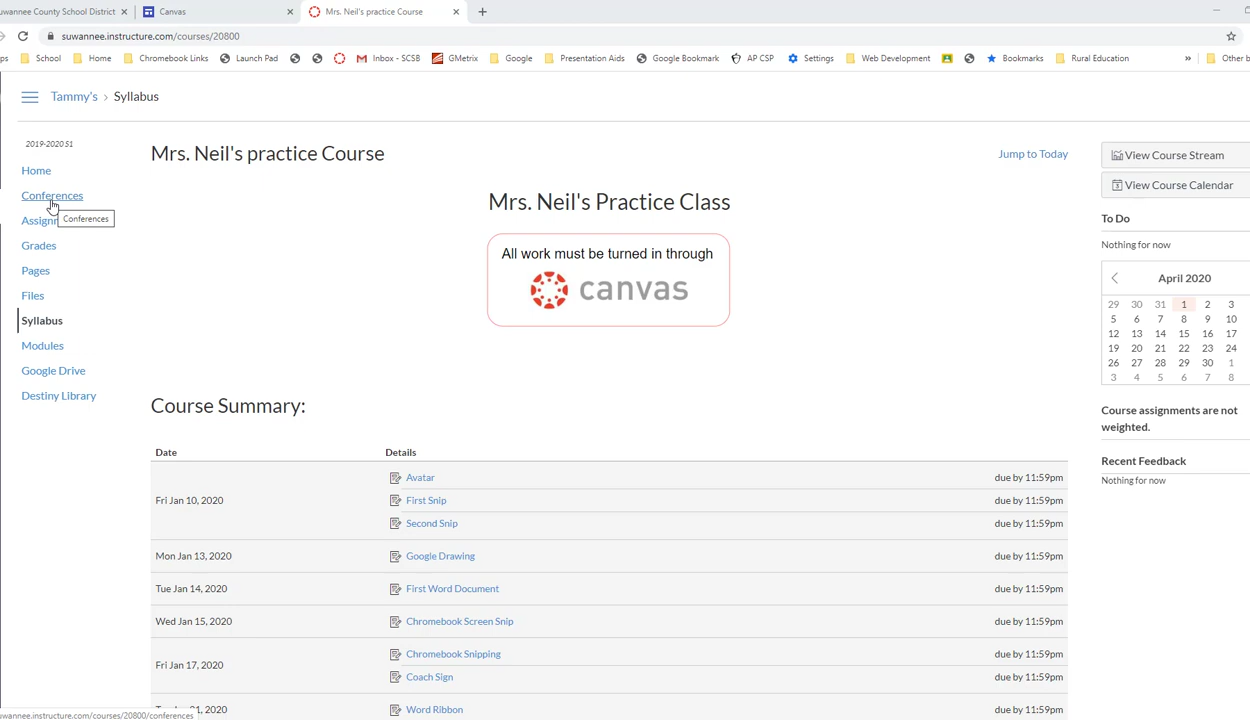 uwannee County School District
Canvas
Mrs. Neil's practice Course
suwannee.instructure.com/courses/20800
ps School Home Chromebook Links Launch Pad Inbox - SCSB GMetrix Google Presentation Aids Google Bookmark AP CSP Settings Web Development Bookmarks Rural Education » Other b
Tammy's › Syllabus
2019-2020 S1
Home
Conferences
Conferences
Assignm
Grades
Pages
Files
Syllabus
Modules
Google Drive
Destiny Library
Mrs. Neil's practice Course
Jump to Today
Mrs. Neil's Practice Class
All work must be turned in through
canvas
Course Summary:
Date Details
Fri Jan 10, 2020
Avatar due by 11:59pm
First Snip due by 11:59pm
Second Snip due by 11:59pm
Mon Jan 13, 2020 Google Drawing due by 11:59pm
Tue Jan 14, 2020 First Word Document due by 11:59pm
Wed Jan 15, 2020 Chromebook Screen Snip due by 11:59pm
Fri Jan 17, 2020
Chromebook Snipping due by 11:59pm
Coach Sign due by 11:59pm
1, 2020 Word Ribbon due by 11:59pm
View Course Stream
View Course Calendar
To Do
Nothing for now
April 2020
29 30 31 1 2 3
5 6 7 8 9 10
12 13 14 15 16 17
19 20 21 22 23 24
26 27 28 29 30 1
3 4 5 6 7 8
Course assignments are not
weighted.
Recent Feedback
Nothing for now
uwannee.instructure.com/courses/20800/conferences